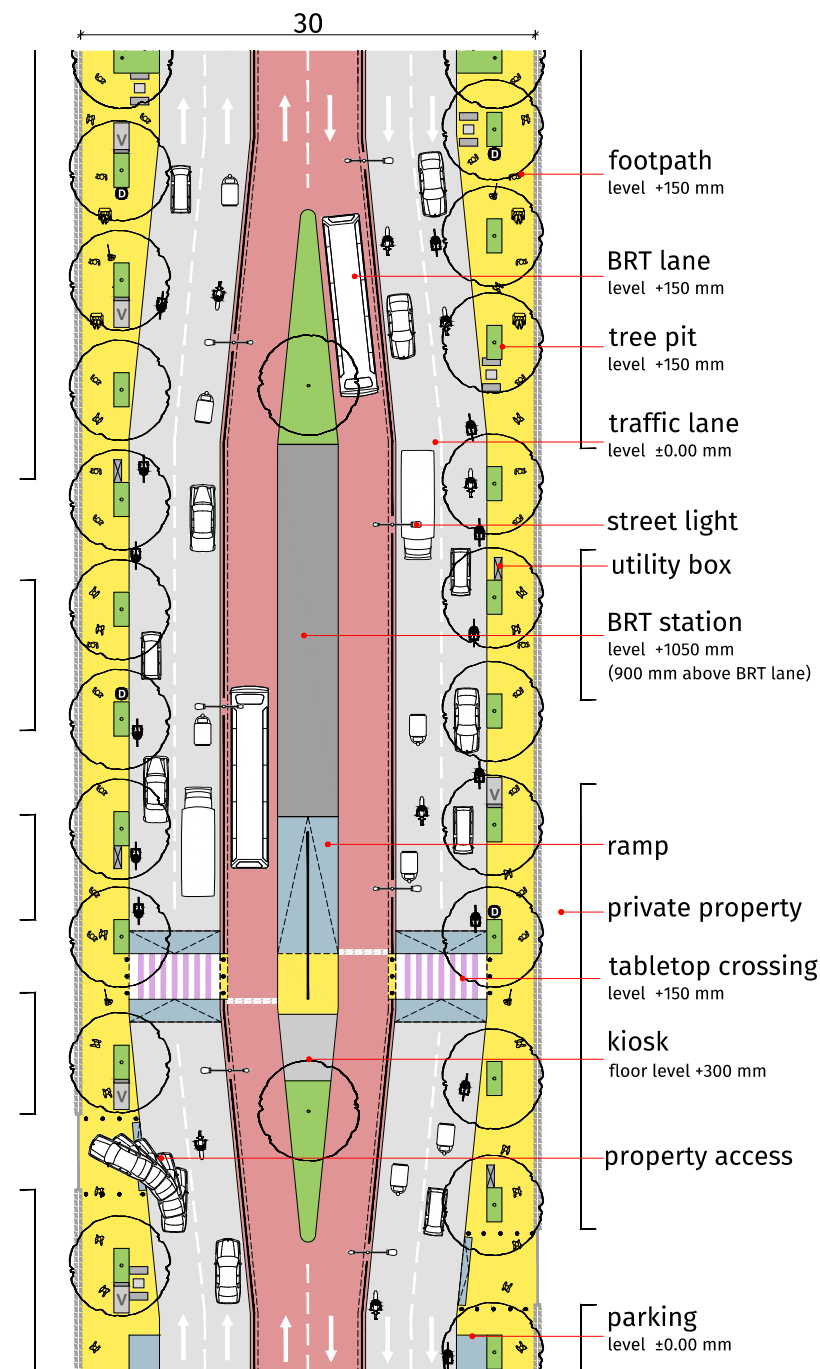 30
footpath
level +150 mm
BRT lane
level +150 mm
tree pit
level +150 mm
traffic lane
level ±0.00 mm
street light
utility box
BRT station
level +1050 mm
(900 mm above BRT lane)
ramp
private property
tabletop crossing
level +150 mm
kiosk
floor level +300 mm
property access
parking
level ±0.00 mm
V
D
D
V
D
V
D
V
V